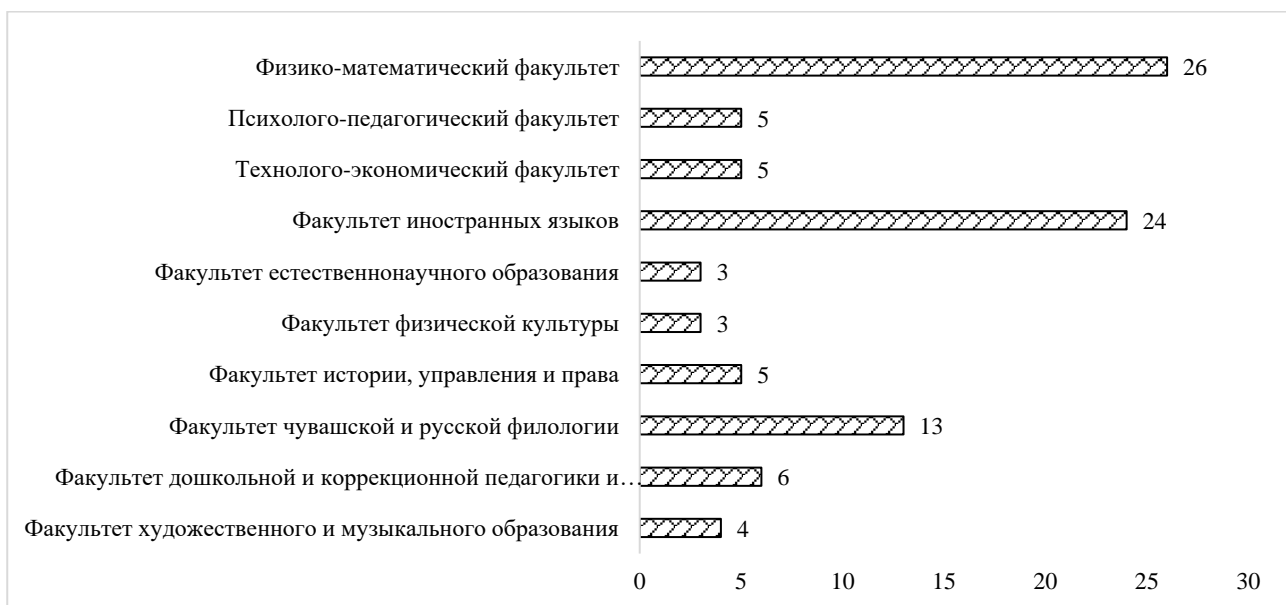 Физико-математический факультет 26
Психолого-педагогический факультет 5
Технолого-экономический факультет 5
Факультет иностранных языков 24
Факультет естественнонаучного образования 3
Факультет физической культуры 3
Факультет истории, управления и права 5
Факультет чувашской и русской филологии 13
Факультет дошкольной и коррекционной педагогики и… 6
Факультет художественного и музыкального образования 4
0 5 10 15 20 25 30